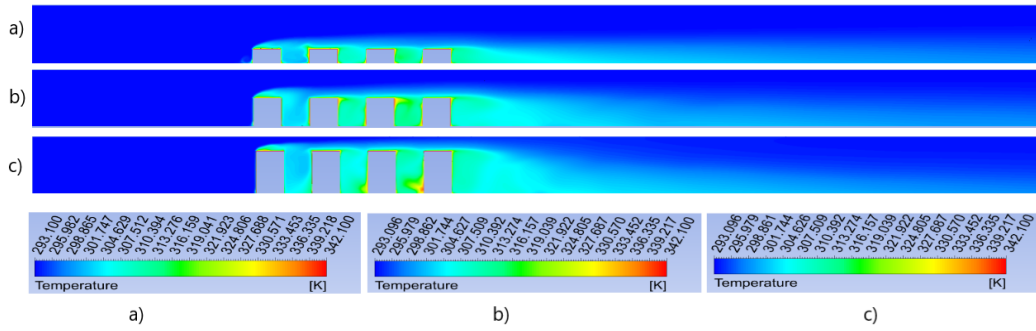 a)
b)
c)
293.100 295.982 298.865 301.747 304.629 307.512 310.394 313.276 316.159 319.041 321.923 324.806 327.688 330.571 333.453 336.335 339.218 342.100
Temperature [K]
293.096 295.979 298.862 301.744 304.627 307.509 310.392 313.274 316.157 319.039 321.922 324.805 327.687 330.570 333.452 336.335 339.217 342.100
Temperature [K]
293.096 295.979 298.861 301.744 304.626 307.509 310.392 313.274 316.157 319.039 321.922 324.805 327.687 330.570 333.452 336.335 339.217 342.100
Temperature [K]
a)
b)
c)